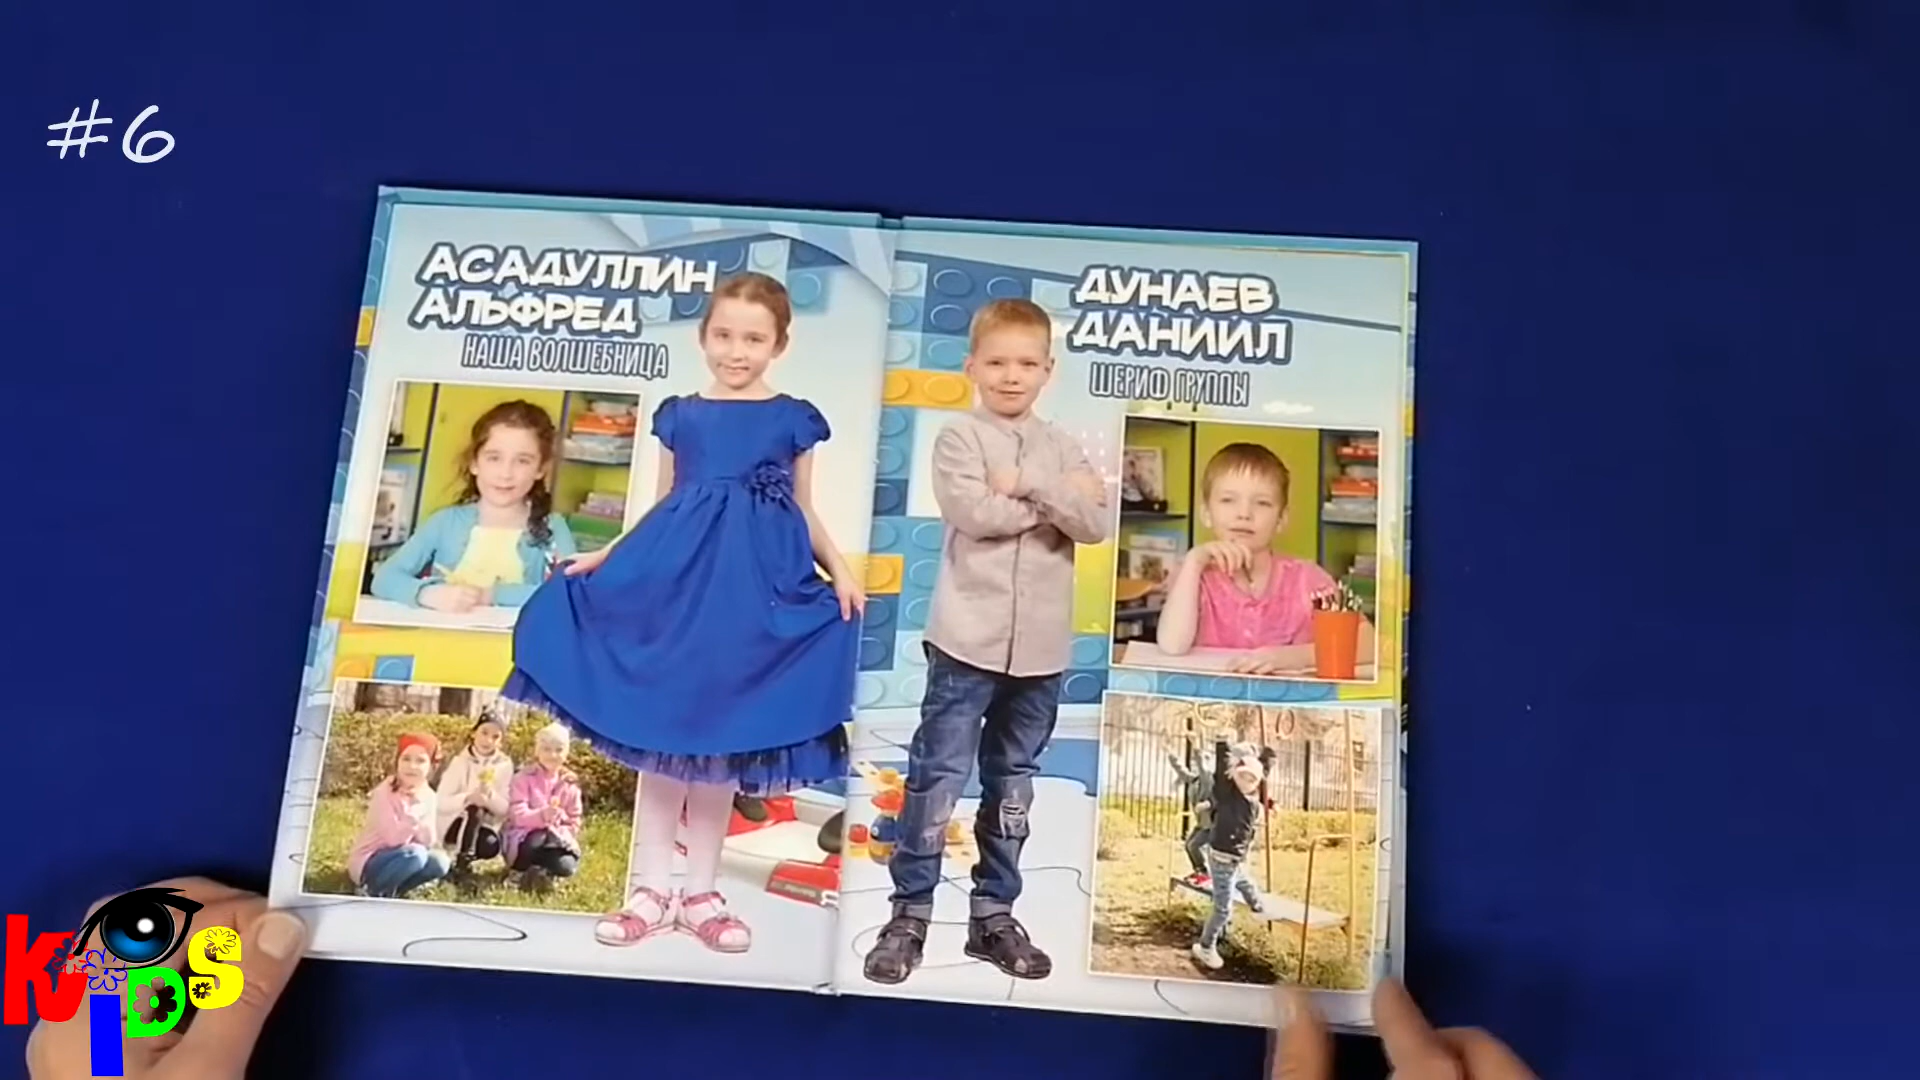 #6
АСАДУЛЛИН
АЛЬФРЕД
НАША ВОЛШЕБНИЦА
ДУНАЕВ
ДАНИИЛ
ШЕРИФ ГРУППЫ
KIDS